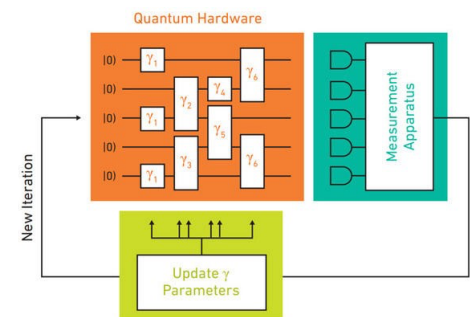 Quantum Hardware
|0⟩
γ1
γ6
|0⟩
γ2
γ4
|0⟩
γ1
γ5
|0⟩
γ3
γ6
|0⟩
γ1
Measurement
Apparatus
New Iteration
Update γ
Parameters